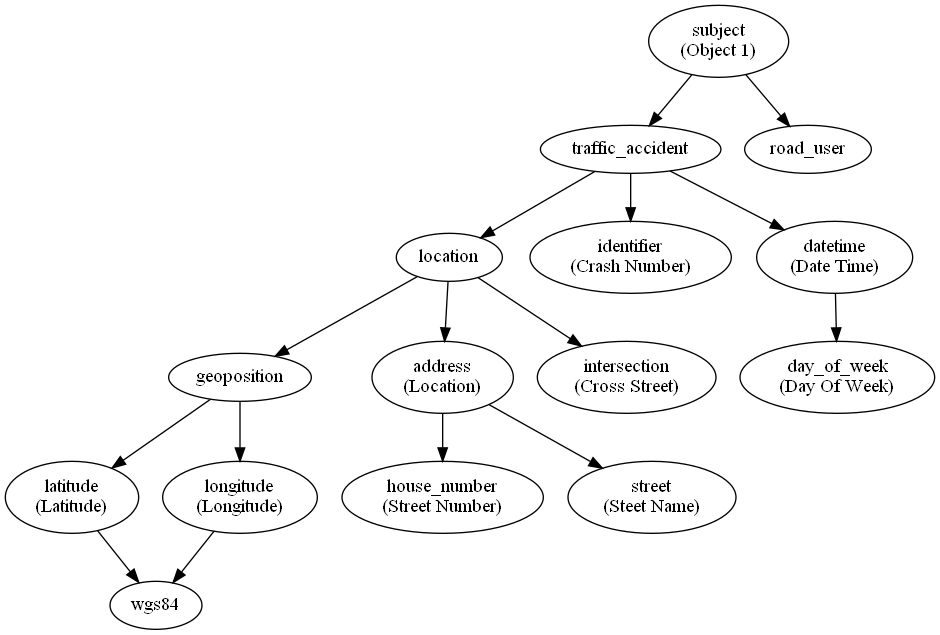 subject
(Object 1)
traffic_accident
road_user
location
identifier
(Crash Number)
datetime
(Date Time)
geoposition
address
(Location)
intersection
(Cross Street)
day_of_week
(Day Of Week)
latitude
(Latitude)
longitude
(Longitude)
house_number
(Street Number)
street
(Steet Name)
wgs84